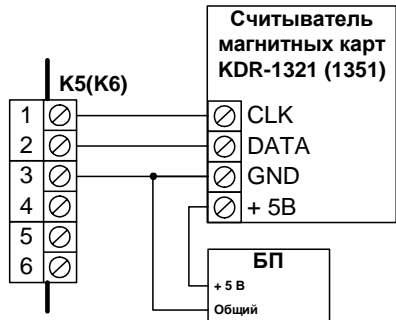 Считыватель
магнитных карт
KDR-1321 (1351)
K5(K6)
1
CLK
2
DATA
3
GND
4
+ 5В
5
6
БП
+ 5 В
Общий